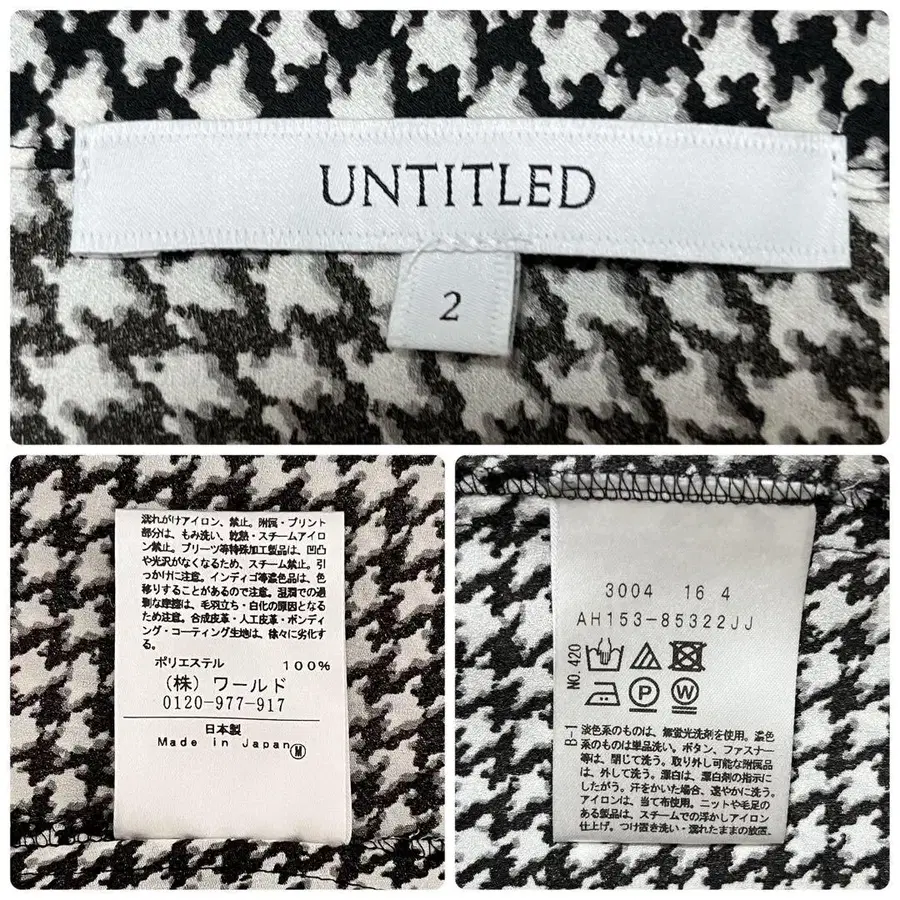 UNTITLED
2
濡れがけアイロン、禁止。附属・プリント
部分は、もみ洗い、乾熱・スチームアイロ
ン禁止。プリーツ等特殊加工製品は、凹凸
や光沢がなくなるため、スチーム禁止。引
っかけに注意。インディゴ等濃色品は、色
移りすることがあるので注意。湿潤での過
剰な摩擦は、毛羽立ち・白化の原因となる
ため注意。合成皮革・人工皮革・ボンディ
ング・コーティング生地は、徐々に劣化す
る。
ポリエステル 100%
(株) ワールド
0120-977-917
日本製
Made in Japan M
3004 16 4
AH153-85322JJ
NO.420
P W
B-1
淡色系のものは、無蛍光洗剤を使用。濃色
系のものは単品洗い。ボタン、ファスナー
等は、閉じて洗う。取り外し可能な附属品
は、外して洗う。漂白は、漂白剤の指示に
したがう。汗をかいた場合、速やかに洗う。
アイロンは、当て布使用。ニットや毛足の
ある製品は、スチームでの浮かしアイロン
仕上げ。つけ置き洗い・濡れたままの放置、